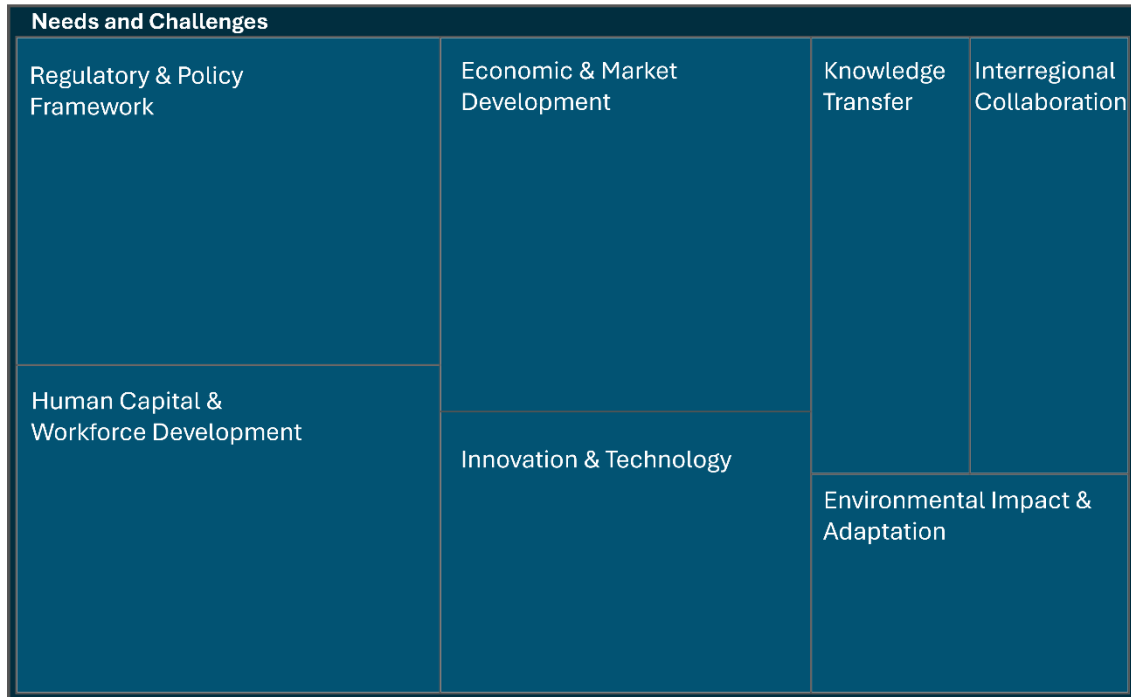 Needs and Challenges
Regulatory & Policy
Framework
Economic & Market
Development
Knowledge
Transfer
Interregional
Collaboration
Human Capital &
Workforce Development
Innovation & Technology
Environmental Impact &
Adaptation